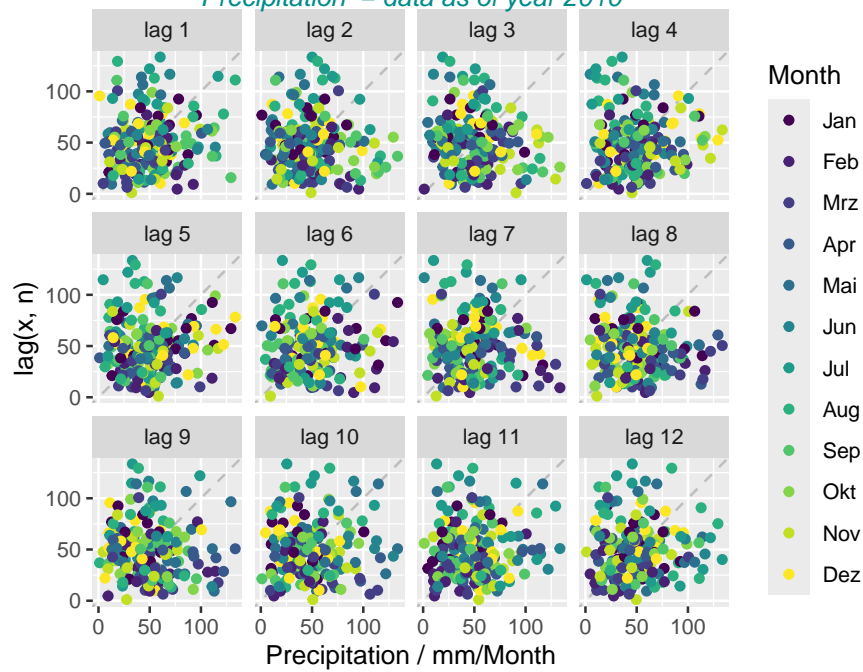 Precipitation – data as of year 2010
lag 1 lag 2 lag 3 lag 4
100
50
0
lag 5 lag 6 lag 7 lag 8
100
50
0
lag 9 lag 10 lag 11 lag 12
100
50
0
0 50 100 0 50 100 0 50 100 0 50 100
Precipitation / mm/Month
lag(x, n)
Month
Jan
Feb
Mrz
Apr
Mai
Jun
Jul
Aug
Sep
Okt
Nov
Dez